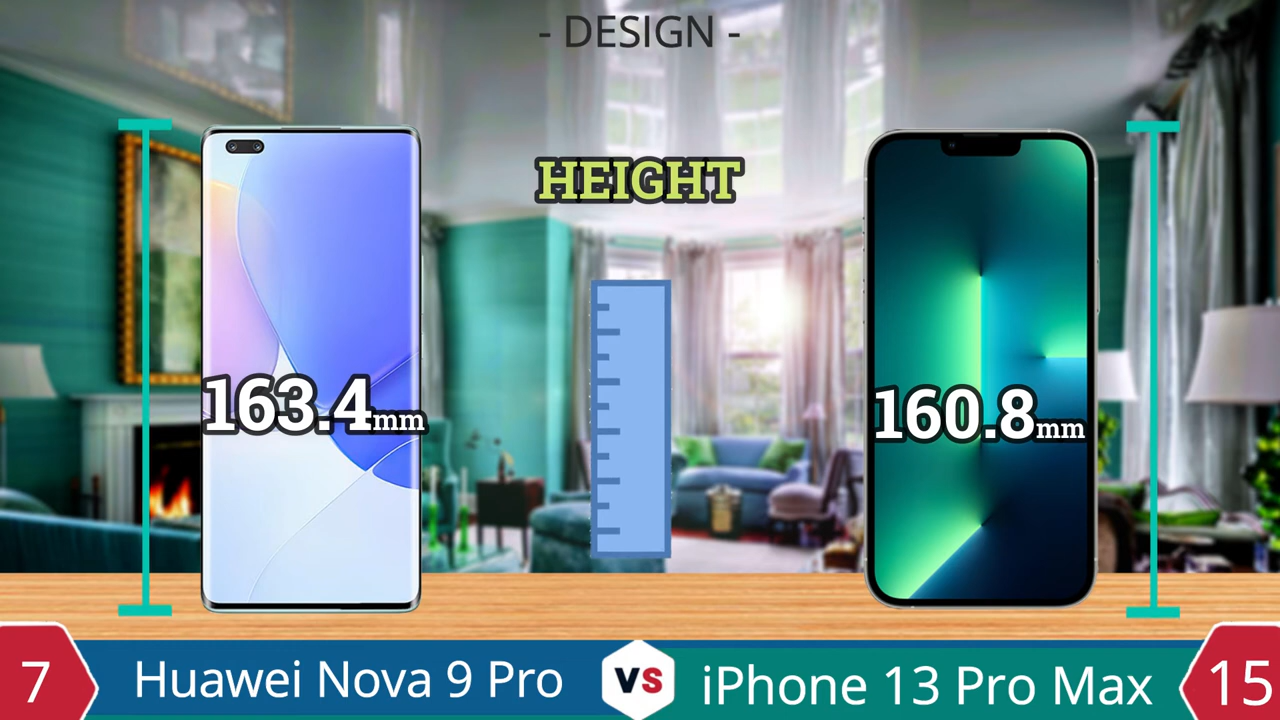 - DESIGN -
HEIGHT
163.4mm
160.8mm
7
Huawei Nova 9 Pro
VS
iPhone 13 Pro Max
15